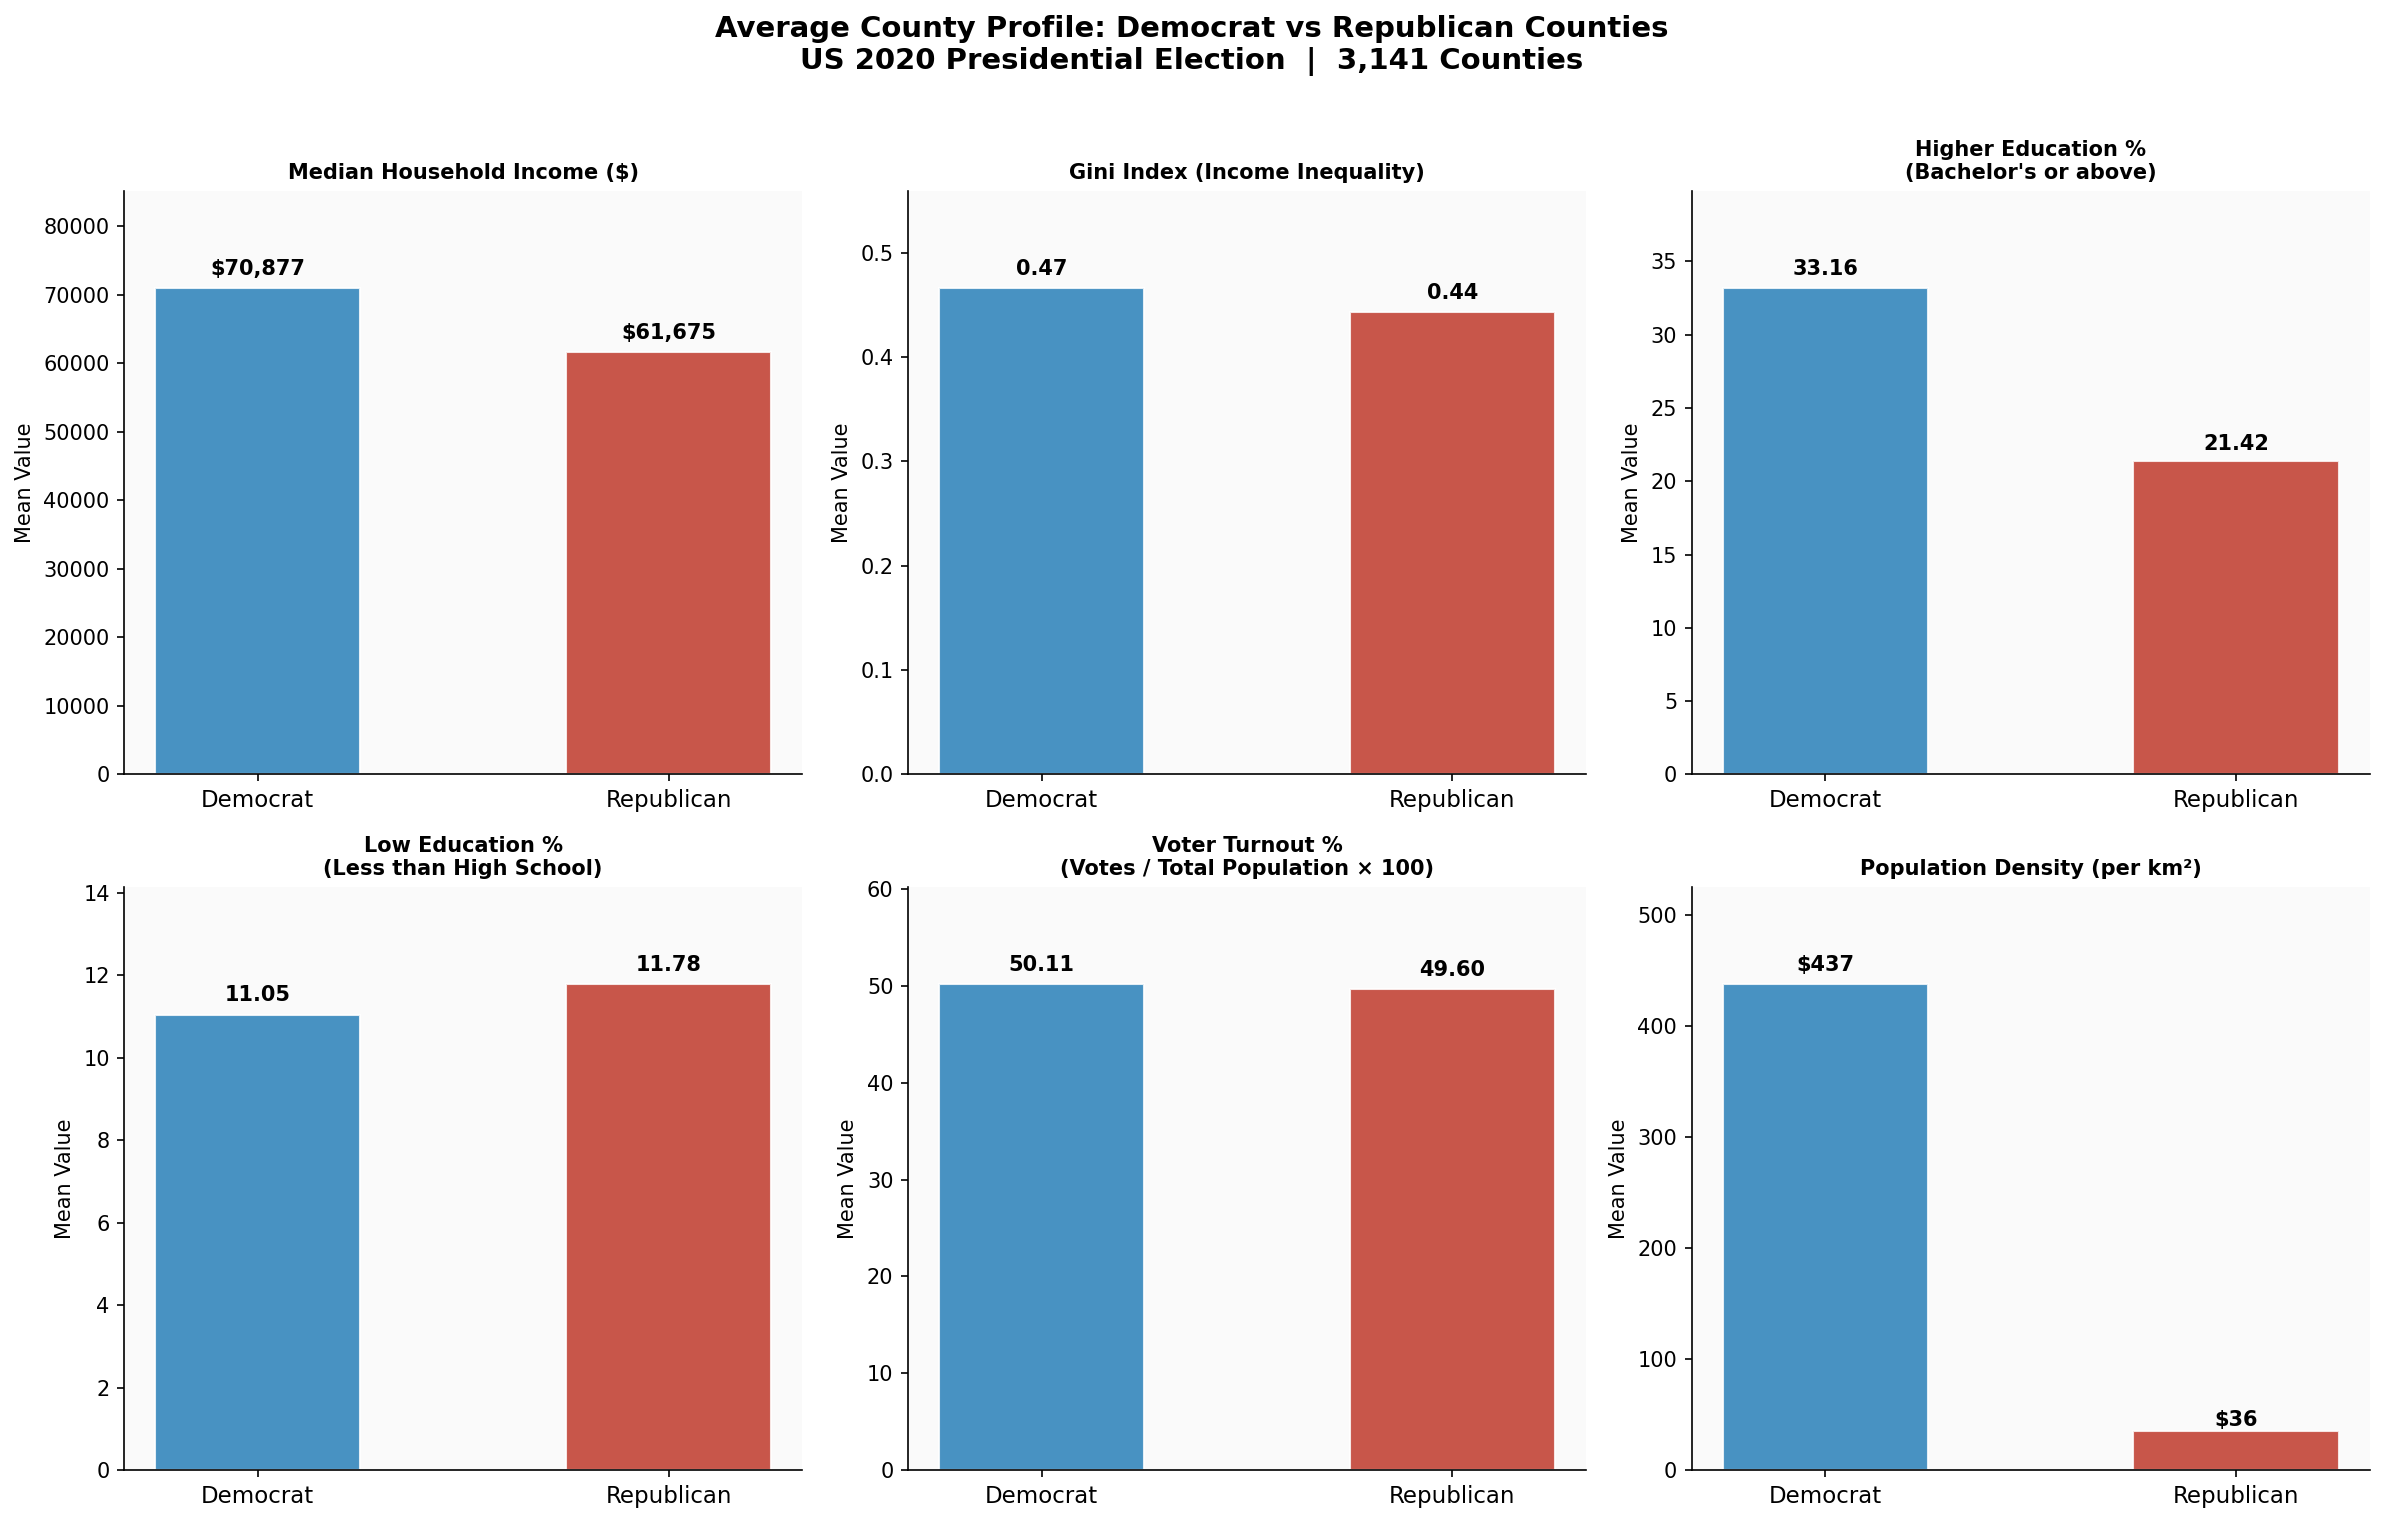 Average County Profile: Democrat vs Republican Counties
US 2020 Presidential Election | 3,141 Counties
Median Household Income ($)
80000
70000
60000
50000
40000
30000
20000
10000
0
Mean Value
$70,877
$61,675
Democrat
Republican
Gini Index (Income Inequality)
0.5
0.4
0.3
0.2
0.1
0.0
Mean Value
0.47
0.44
Democrat
Republican
Higher Education %
(Bachelor's or above)
35
30
25
20
15
10
5
0
Mean Value
33.16
21.42
Democrat
Republican
Low Education %
(Less than High School)
14
12
10
8
6
4
2
0
Mean Value
11.05
11.78
Democrat
Republican
Voter Turnout %
(Votes / Total Population × 100)
60
50
40
30
20
10
0
Mean Value
50.11
49.60
Democrat
Republican
Population Density (per km²)
500
400
300
200
100
0
Mean Value
$437
$36
Democrat
Republican